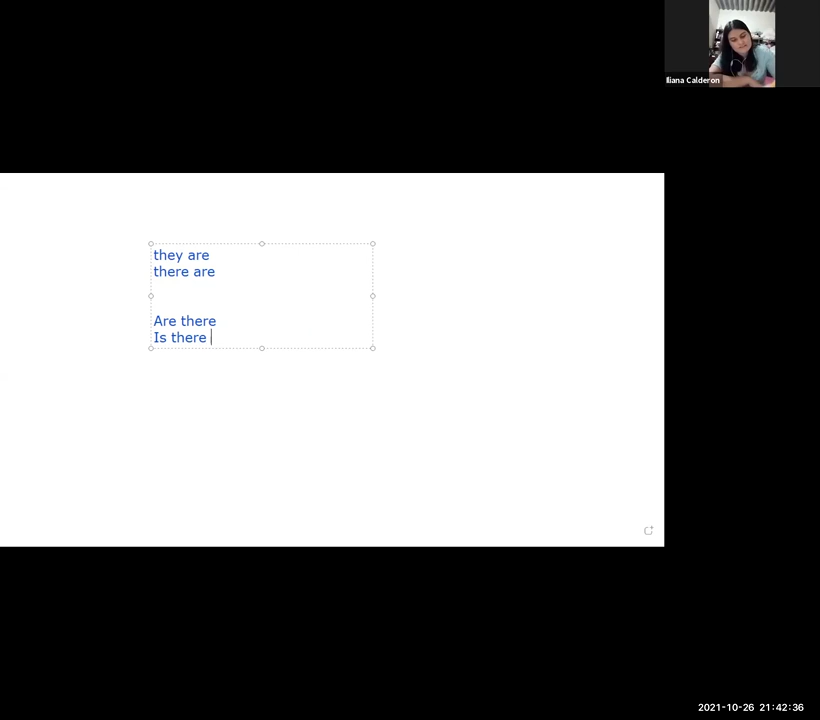 Iliana Calderon
they are
there are
Are there
Is there
2021-10-26 21:42:36